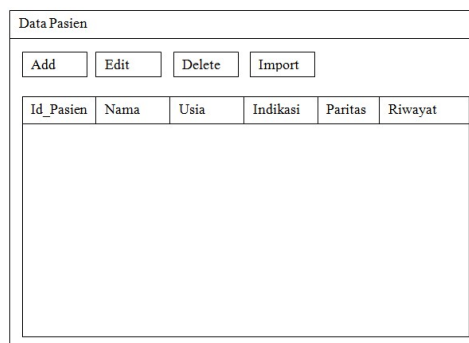 Data Pasien
Add Edit Delete Import
Id_Pasien Nama Usia Indikasi Paritas Riwayat